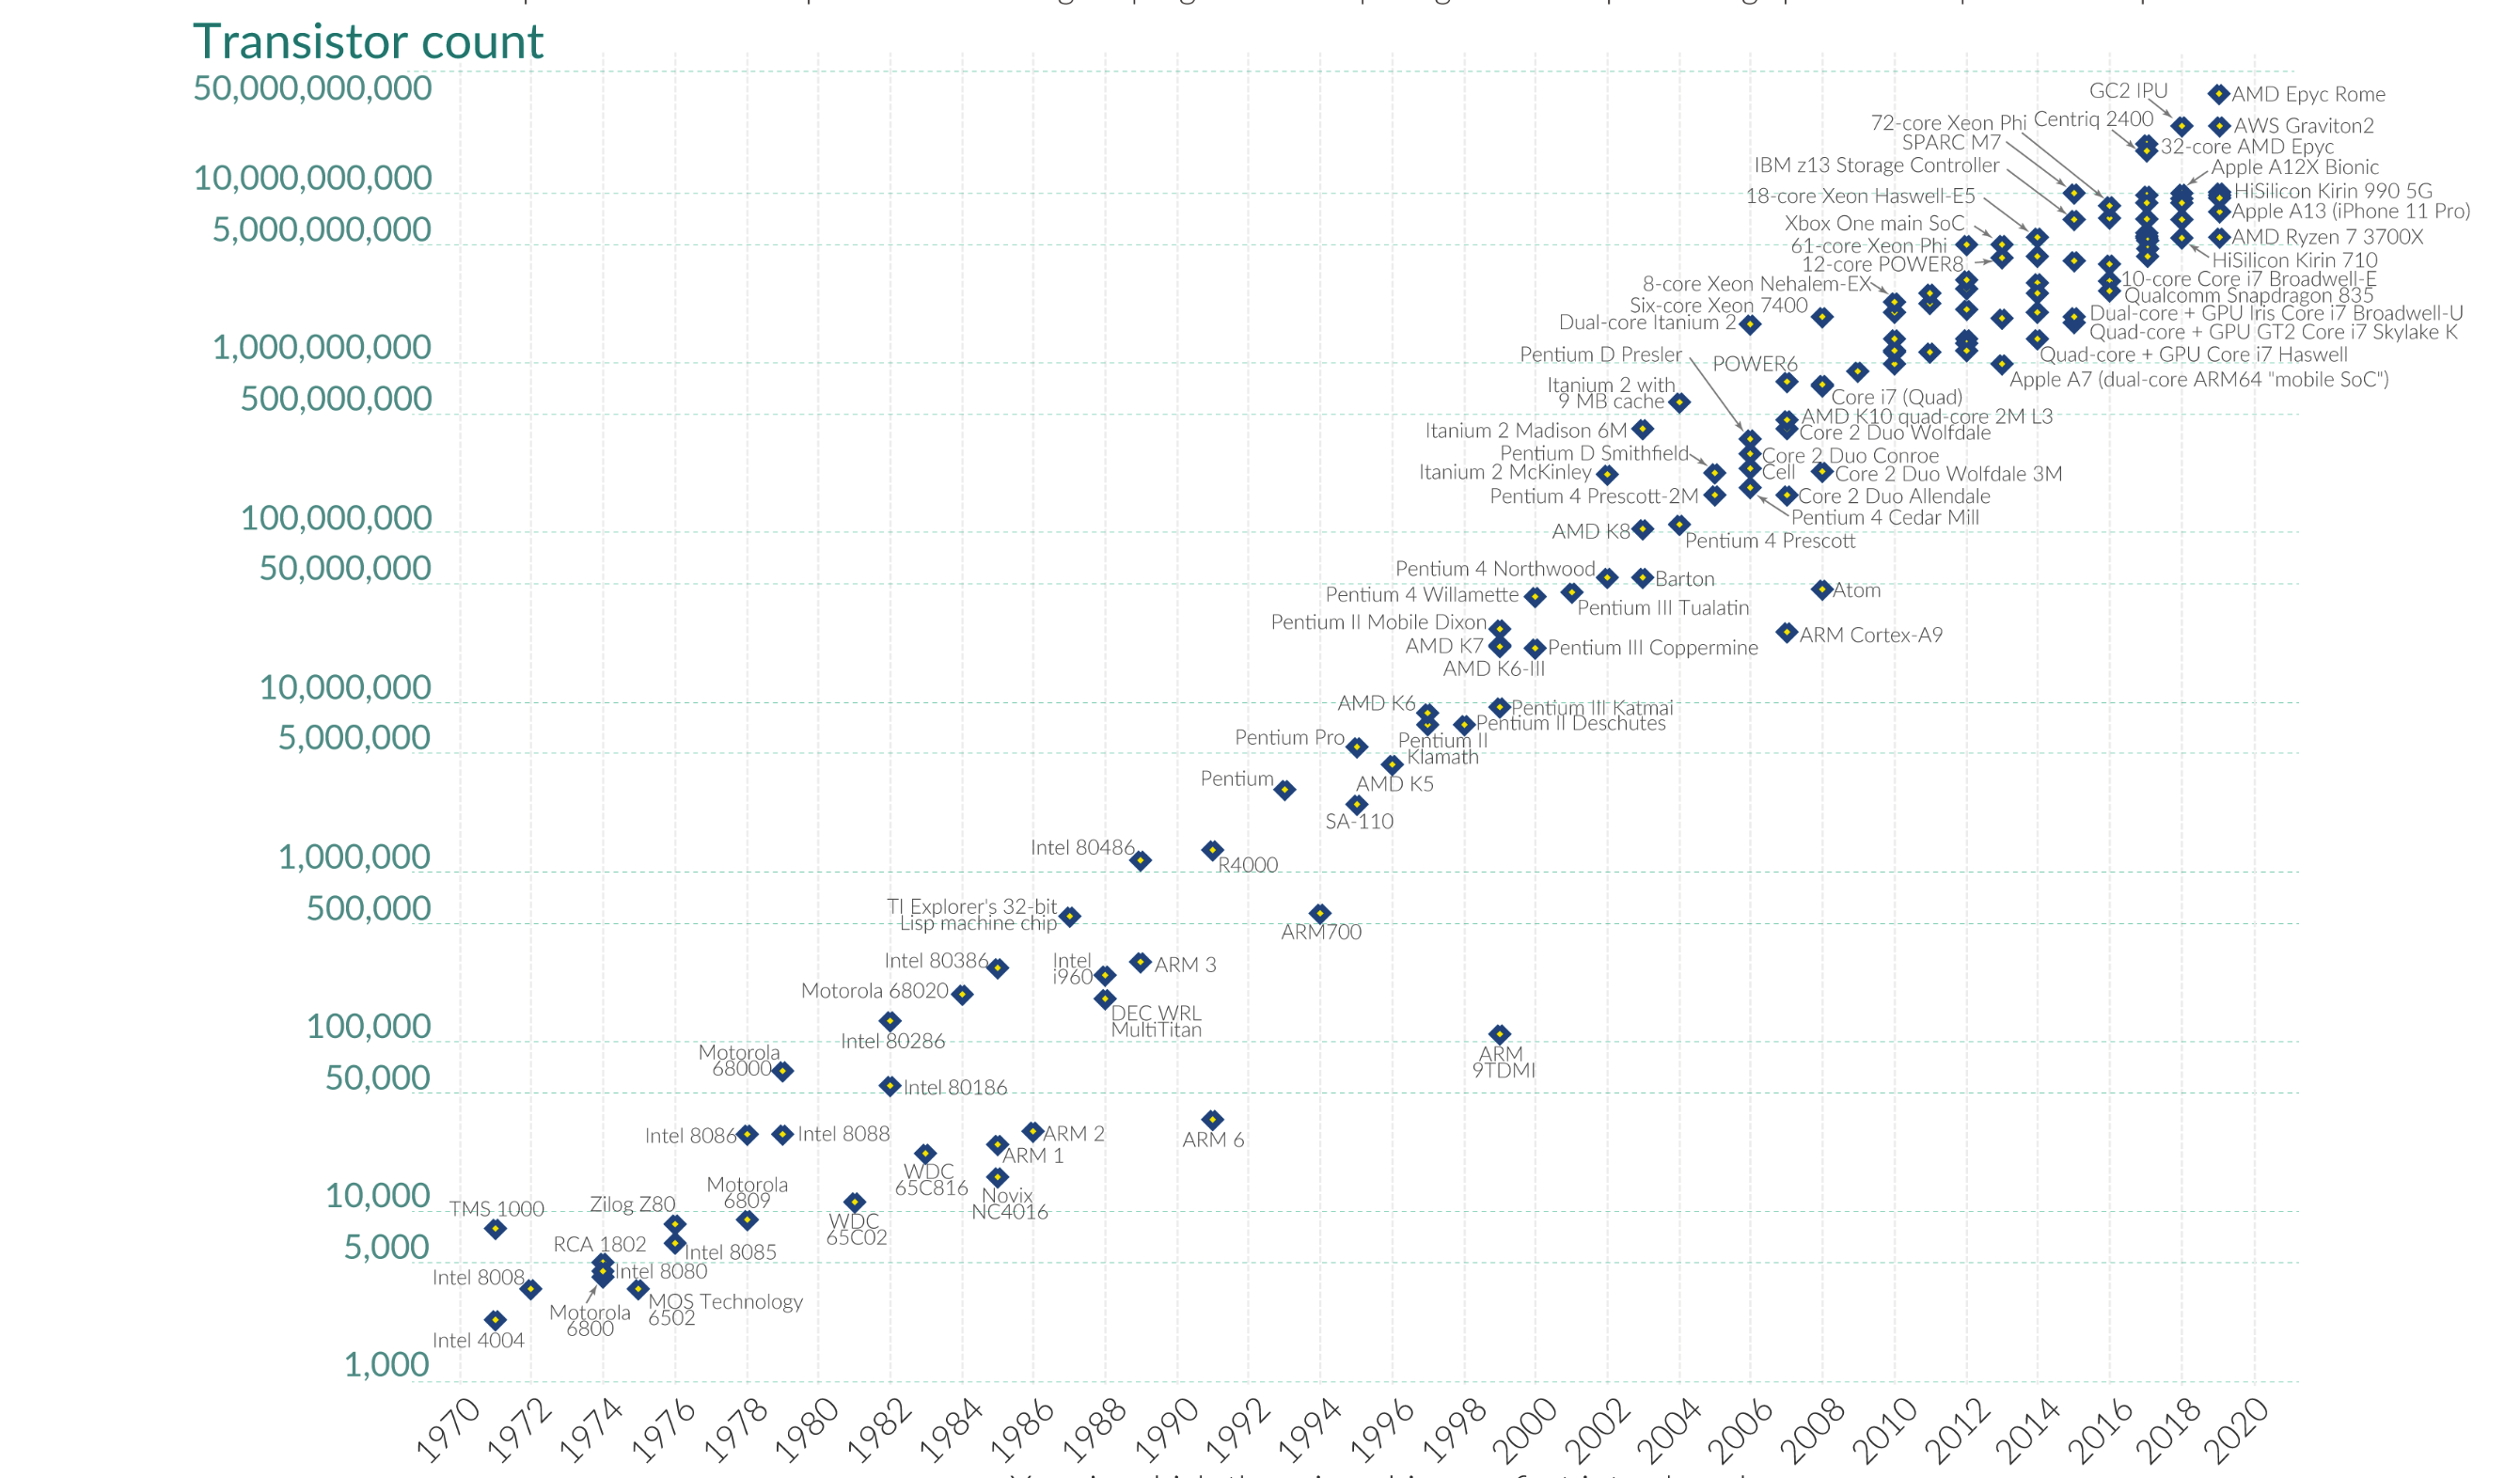 Transistor count
50,000,000,000
10,000,000,000
5,000,000,000
1,000,000,000
500,000,000
100,000,000
50,000,000
10,000,000
5,000,000
1,000,000
500,000
100,000
50,000
10,000
5,000
1,000
GC2 IPU
AMD Epyc Rome
72-core Xeon Phi
Centriq 2400
AWS Graviton2
SPARC M7
32-core AMD Epyc
IBM z13 Storage Controller
Apple A12X Bionic
18-core Xeon Haswell-E5
HiSilicon Kirin 990 5G
Apple A13 (iPhone 11 Pro)
Xbox One main SoC
61-core Xeon Phi
AMD Ryzen 7 3700X
12-core POWER8
HiSilicon Kirin 710
8-core Xeon Nehalem-EX
10-core Core i7 Broadwell-E
Six-core Xeon 7400
Qualcomm Snapdragon 835
Dual-core Itanium 2
Dual-core + GPU Iris Core i7 Broadwell-U
Quad-core + GPU GT2 Core i7 Skylake K
Pentium D Presler
POWER6
Quad-core + GPU Core i7 Haswell
Apple A7 (dual-core ARM64 "mobile SoC")
Itanium 2 with
9 MB cache
Core i7 (Quad)
AMD K10 quad-core 2M L3
Itanium 2 Madison 6M
Core 2 Duo Wolfdale
Pentium D Smithfield
Core 2 Duo Conroe
Itanium 2 McKinley
Cell
Core 2 Duo Wolfdale 3M
Pentium 4 Prescott-2M
Core 2 Duo Allendale
Pentium 4 Cedar Mill
AMD K8
Pentium 4 Prescott
Pentium 4 Northwood
Barton
Pentium 4 Willamette
Atom
Pentium III Tualatin
Pentium II Mobile Dixon
ARM Cortex-A9
AMD K7
Pentium III Coppermine
AMD K6-III
AMD K6
Pentium III Katmai
Pentium II Deschutes
Pentium Pro
Pentium II
Klamath
Pentium
AMD K5
SA-110
Intel 80486
R4000
TI Explorer's 32-bit
Lisp machine chip
ARM700
Intel 80386
Intel
i960
ARM 3
Motorola 68020
DEC WRL
MultiTitan
Intel 80286
ARM
9TDMI
Motorola
68000
Intel 80186
Intel 8086
Intel 8088
ARM 2
ARM 6
ARM 1
WDC
65C816
Novix
NC4016
Motorola
6809
TMS 1000
Zilog Z80
WDC
65C02
RCA 1802
Intel 8085
Intel 8008
Intel 8080
MOS Technology
6502
Motorola
6800
Intel 4004
1970 1972 1974 1976 1978 1980 1982 1984 1986 1988 1990 1992 1994 1996 1998 2000 2002 2004 2006 2008 2010 2012 2014 2016 2018 2020